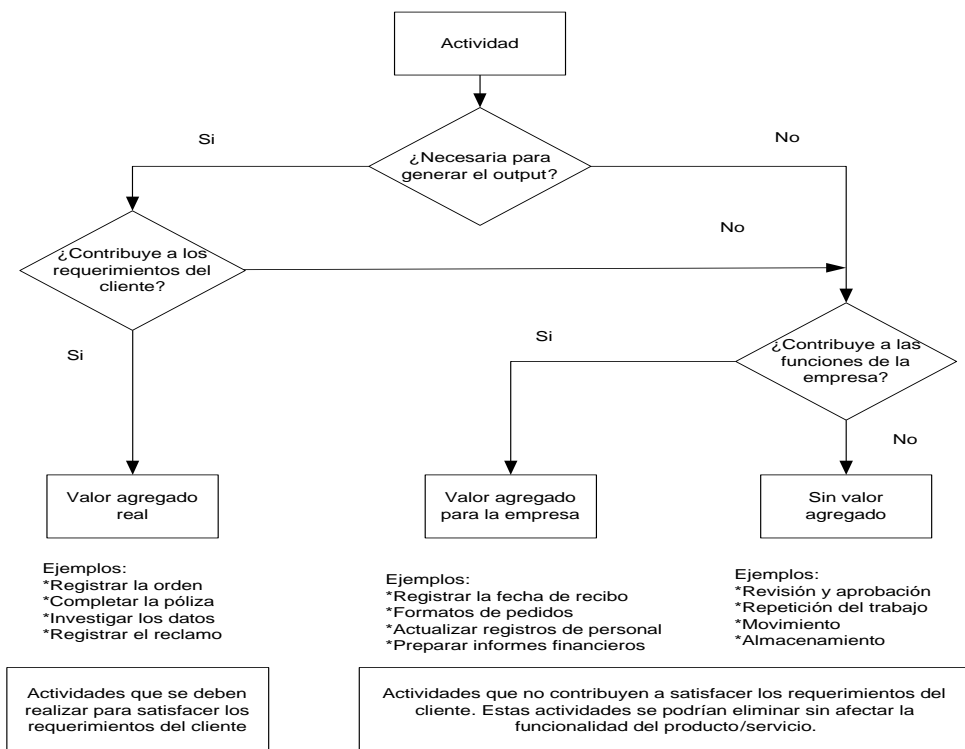 Actividad
Si
No
¿Necesaria para
generar el output?
¿Contribuye a los
requerimientos del
cliente?
No
Si
Si
¿Contribuye a las
funciones de la
empresa?
No
Valor agregado
real
Valor agregado
para la empresa
Sin valor
agregado
Ejemplos:
*Registrar la orden
*Completar la póliza
*Investigar los datos
*Registrar el reclamo
Ejemplos:
*Registrar la fecha de recibo
*Formatos de pedidos
*Actualizar registros de personal
*Preparar informes financieros
Ejemplos:
*Revisión y aprobación
*Repetición del trabajo
*Movimiento
*Almacenamiento
Actividades que se deben
realizar para satisfacer los
requerimientos del cliente
Actividades que no contribuyen a satisfacer los requerimientos del
cliente. Estas actividades se podrían eliminar sin afectar la
funcionalidad del producto/servicio.